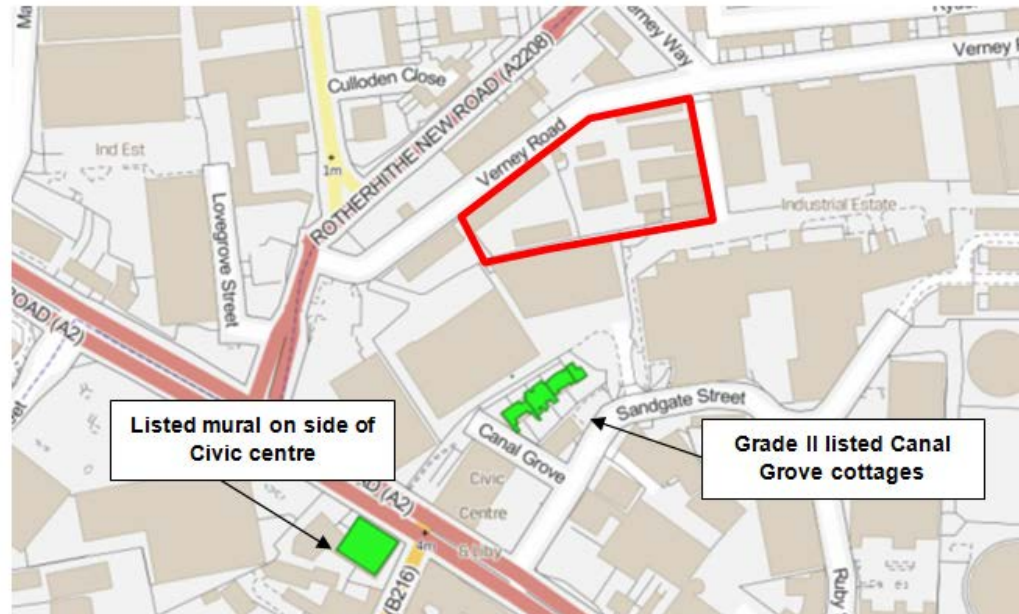 Culloden Close
Ind Est
1m
Lovegrove Street
ROTHERHITHE NEW ROAD (A2208)
Verney Road
Verney Way
Verney
Industrial Estate
ROAD (A2)
Listed mural on side of
Civic centre
Canal Grove
Sandgate Street
Grade II listed Canal
Grove cottages
Civic
Centre
& Liby
(A2)
4m
(B216)
Ruby